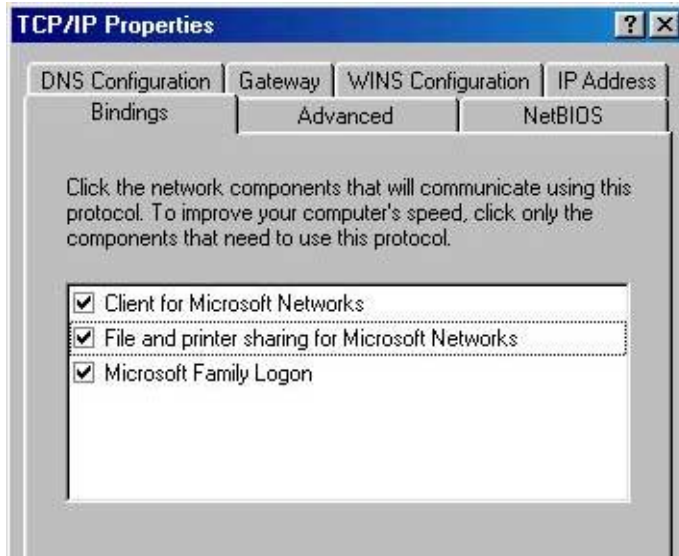 TCP/IP Properties
DNS Configuration Gateway WINS Configuration IP Address
Bindings Advanced NetBIOS
Click the network components that will communicate using this
protocol. To improve your computer's speed, click only the
components that need to use this protocol.
Client for Microsoft Networks
File and printer sharing for Microsoft Networks
Microsoft Family Logon